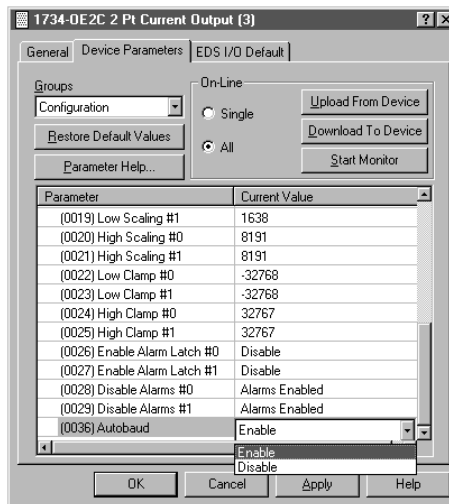 1734-OE2C 2 Pt Current Output (3)
General Device Parameters EDS I/O Default
Groups
Configuration
Restore Default Values
Parameter Help...
On-Line
Single
All
Upload From Device
Download To Device
Start Monitor
Parameter Current Value
(0019) Low Scaling #1 1638
(0020) High Scaling #0 8191
(0021) High Scaling #1 8191
(0022) Low Clamp #0 -32768
(0023) Low Clamp #1 -32768
(0024) High Clamp #0 32767
(0025) High Clamp #1 32767
(0026) Enable Alarm Latch #0 Disable
(0027) Enable Alarm Latch #1 Disable
(0028) Disable Alarms #0 Alarms Enabled
(0029) Disable Alarms #1 Alarms Enabled
(0036) Autobaud Enable
Enable
Disable
OK Cancel Apply Help